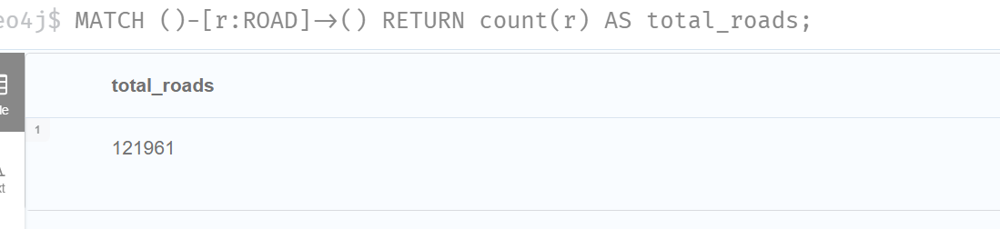 eo4j$ MATCH ()-[r:ROAD]->() RETURN count(r) AS total_roads;
total_roads
1
121961